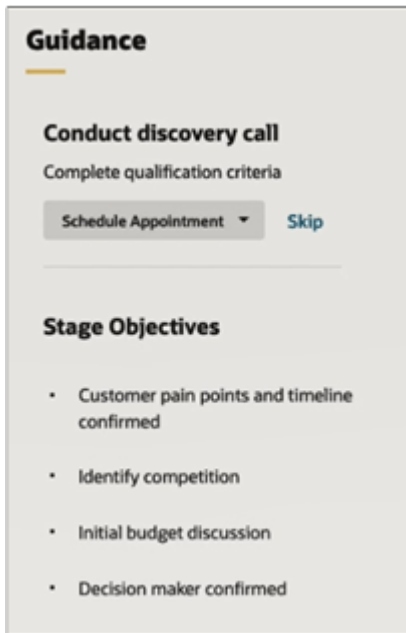 Guidance
Conduct discovery call
Complete qualification criteria
Schedule Appointment
Skip
Stage Objectives
• Customer pain points and timeline
confirmed
• Identify competition
• Initial budget discussion
• Decision maker confirmed